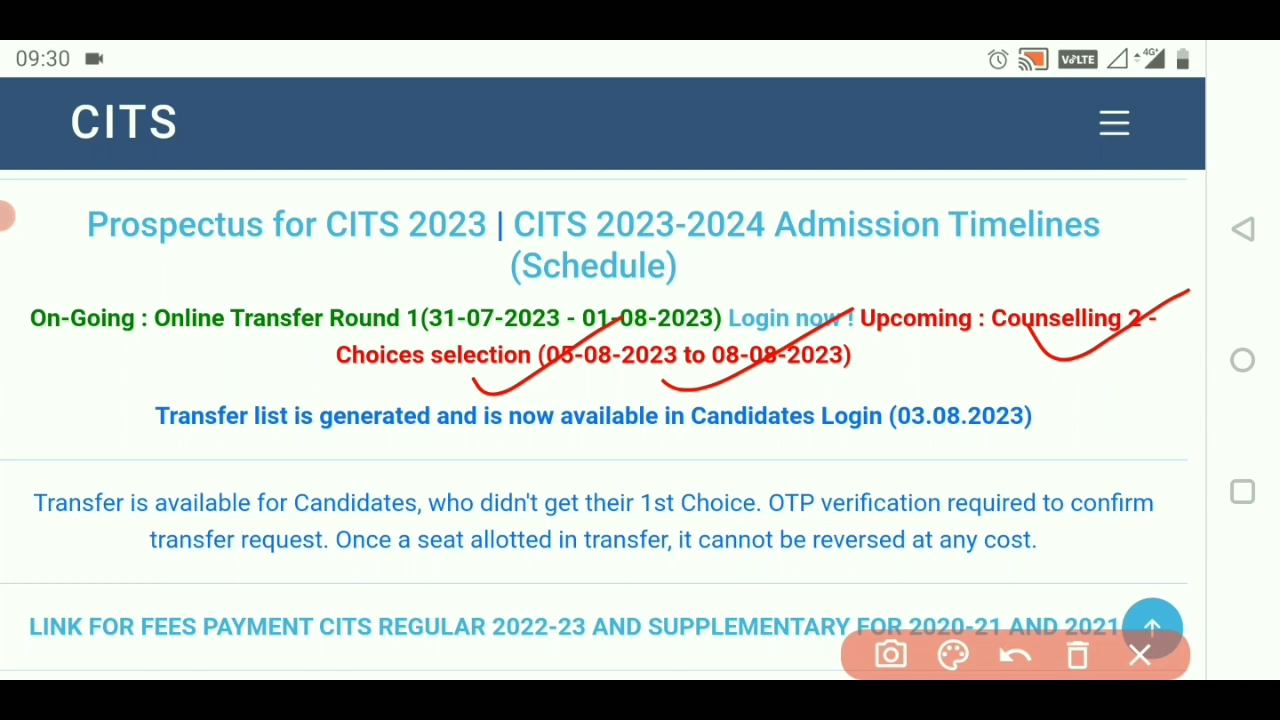 09:30 VoLTE 4G+
CITS
Prospectus for CITS 2023 | CITS 2023-2024 Admission Timelines
(Schedule)
On-Going : Online Transfer Round 1(31-07-2023 - 01-08-2023) Login now ! Upcoming : Counselling 2 -
Choices selection (05-08-2023 to 08-08-2023)
Transfer list is generated and is now available in Candidates Login (03.08.2023)
Transfer is available for Candidates, who didn't get their 1st Choice. OTP verification required to confirm
transfer request. Once a seat allotted in transfer, it cannot be reversed at any cost.
LINK FOR FEES PAYMENT CITS REGULAR 2022-23 AND SUPPLEMENTARY FOR 2020-21 AND 2021